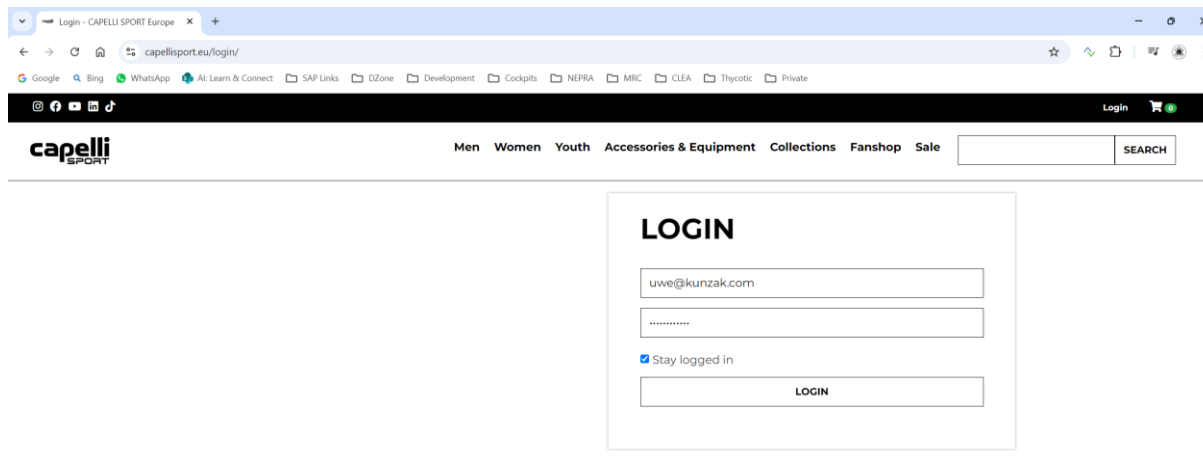 Login - CAPELLI SPORT Europe
capellisport.eu/login/
Google Bing WhatsApp AI: Learn & Connect SAP Links DZone Development Cockpits NEPRA MRC CLEA Thycotic Private
Login 0
capelli SPORT
Men Women Youth Accessories & Equipment Collections Fanshop Sale SEARCH
LOGIN
uwe@kunzak.com
............
Stay logged in
LOGIN